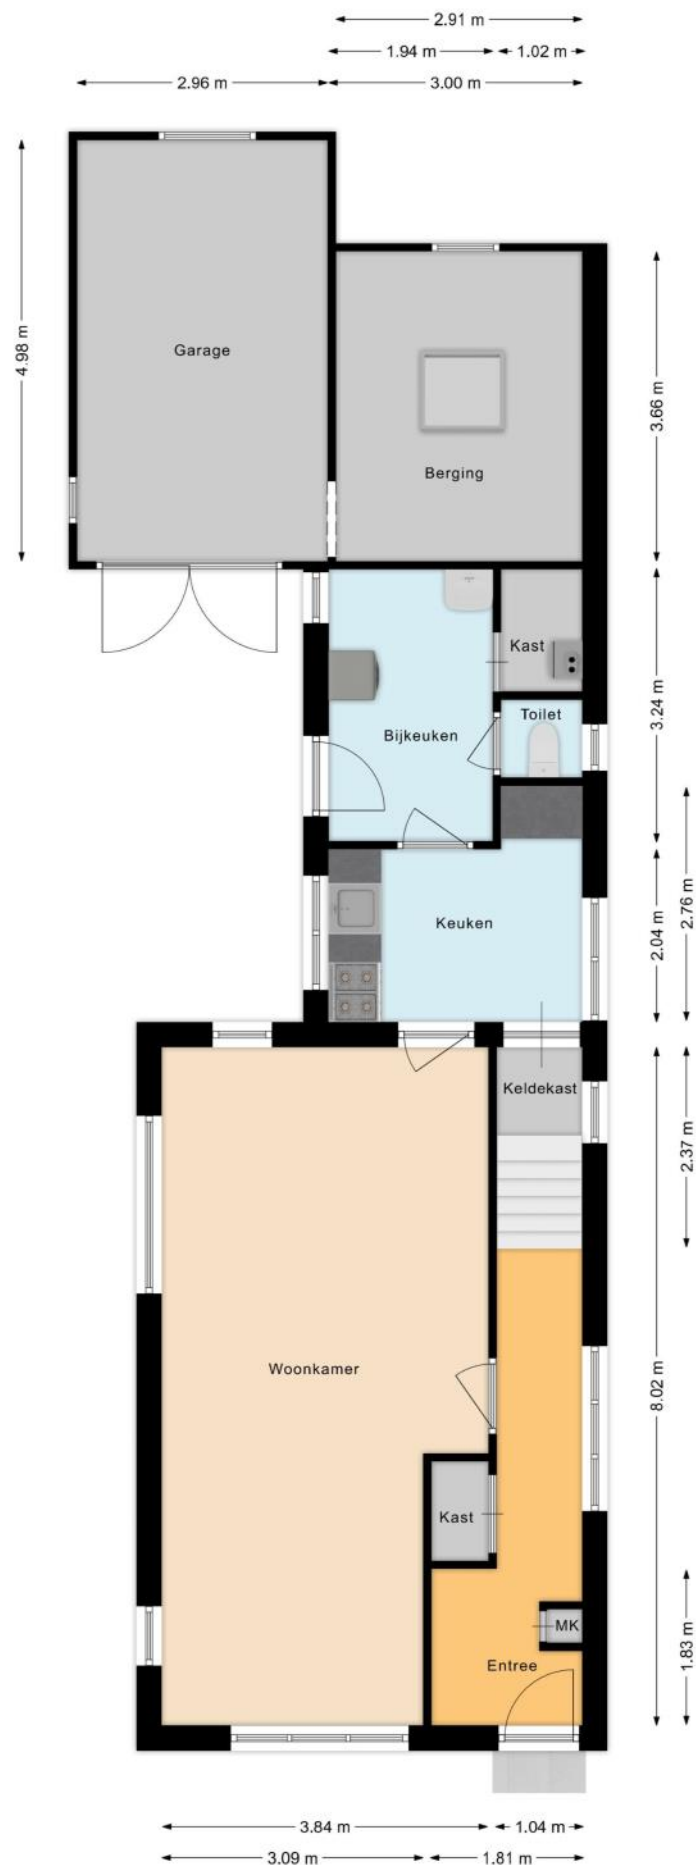 2.91 m
1.94 m
1.02 m
2.96 m
3.00 m
4.98 m
Garage
Berging
3.66 m
Kast
Toilet
Bijkeuken
3.24 m
Keuken
2.04 m
2.76 m
Keldekast
2.37 m
Woonkamer
8.02 m
Kast
MK
Entree
1.83 m
3.84 m
1.04 m
3.09 m
1.81 m